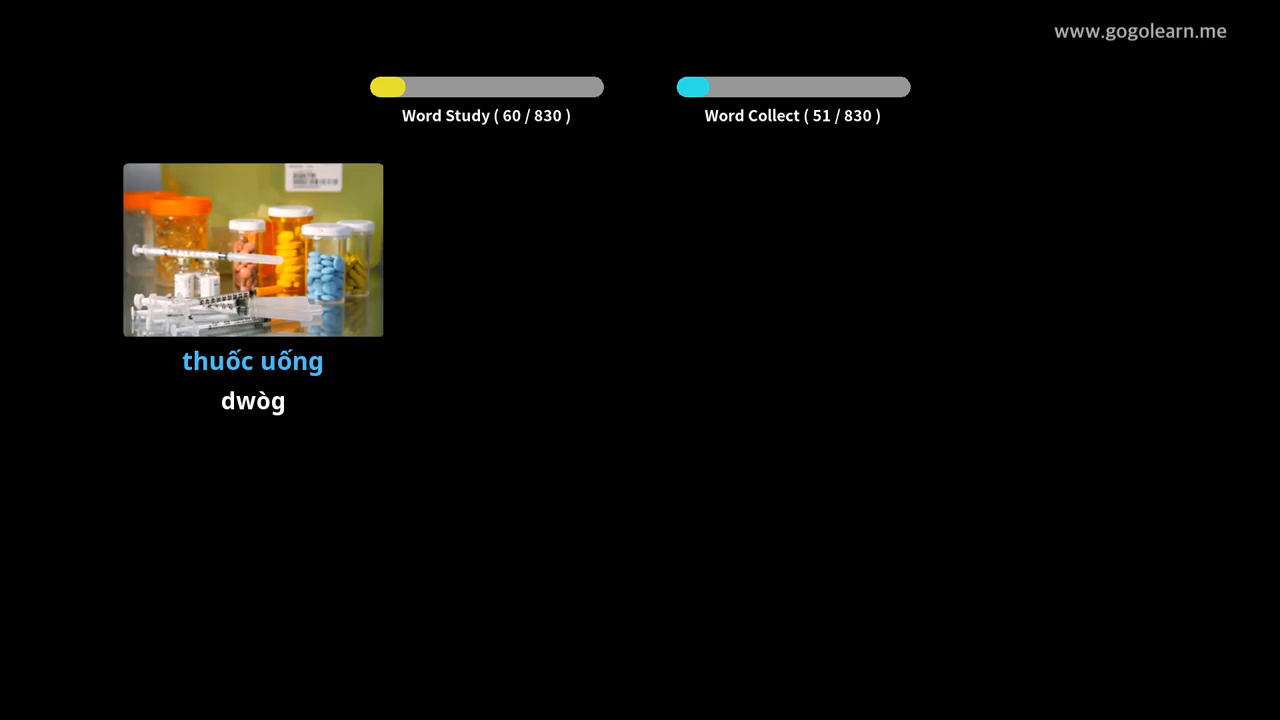 www.gogolearn.me
Word Study ( 60 / 830 )
Word Collect ( 51 / 830 )
thuốc uống
dwòg